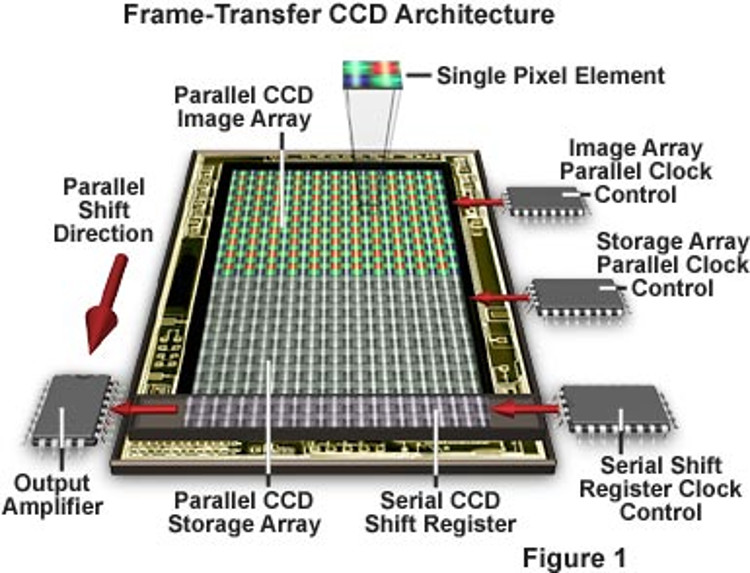 Frame-Transfer CCD Architecture
Single Pixel Element
Parallel CCD
Image Array
Image Array
Parallel Clock
Control
Parallel
Shift
Direction
Storage Array
Parallel Clock
Control
Output
Amplifier
Parallel CCD
Storage Array
Serial CCD
Shift Register
Serial Shift
Register Clock
Control
Figure 1